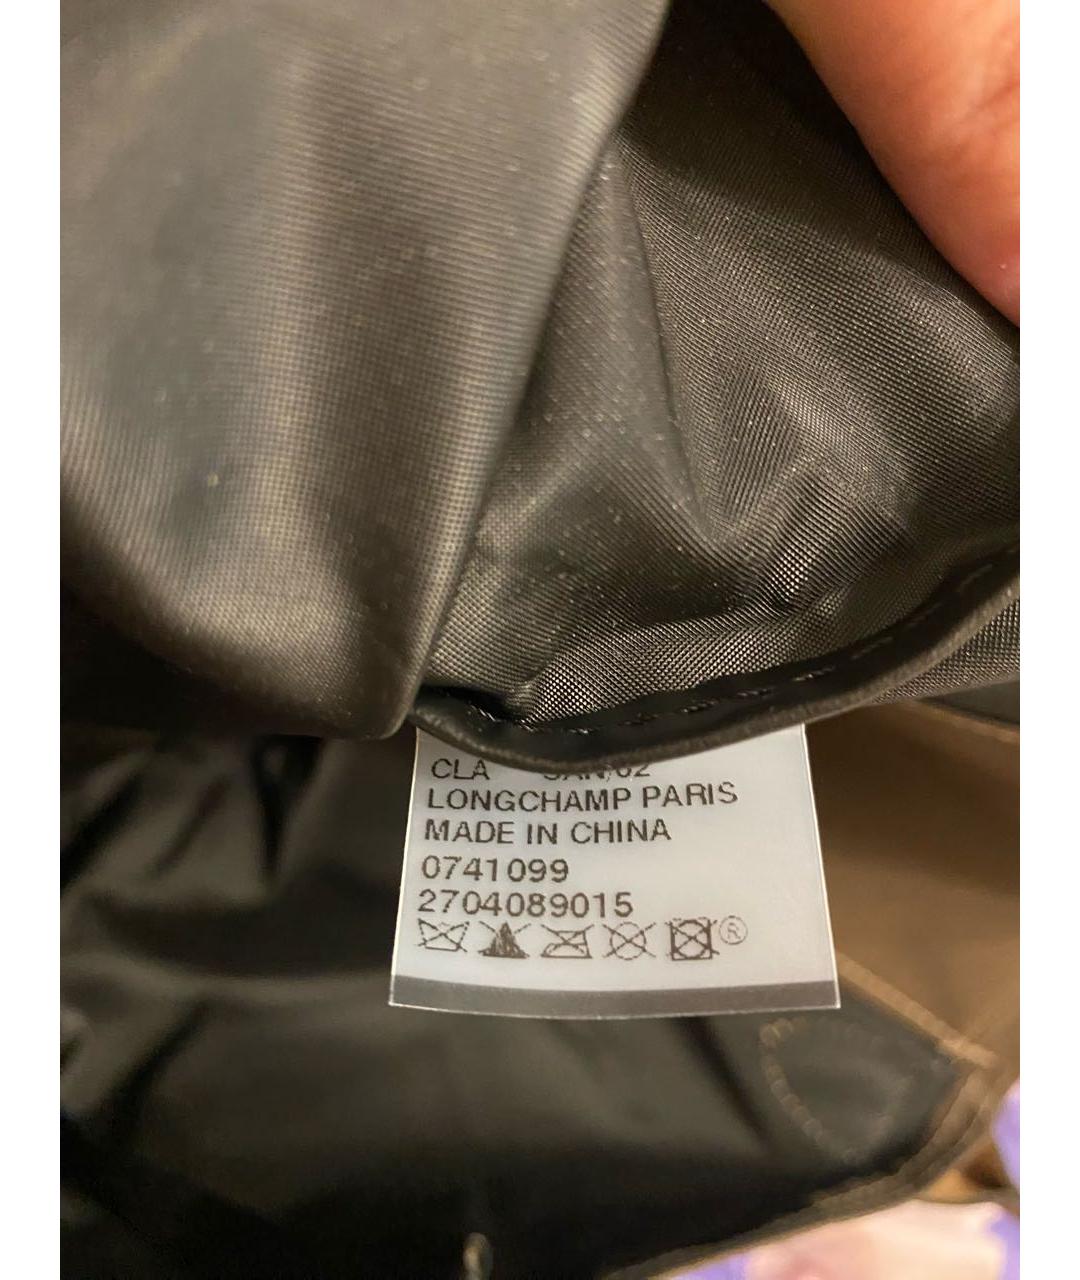 CLA
LONGCHAMP PARIS
MADE IN CHINA
0741099
2704089015
®